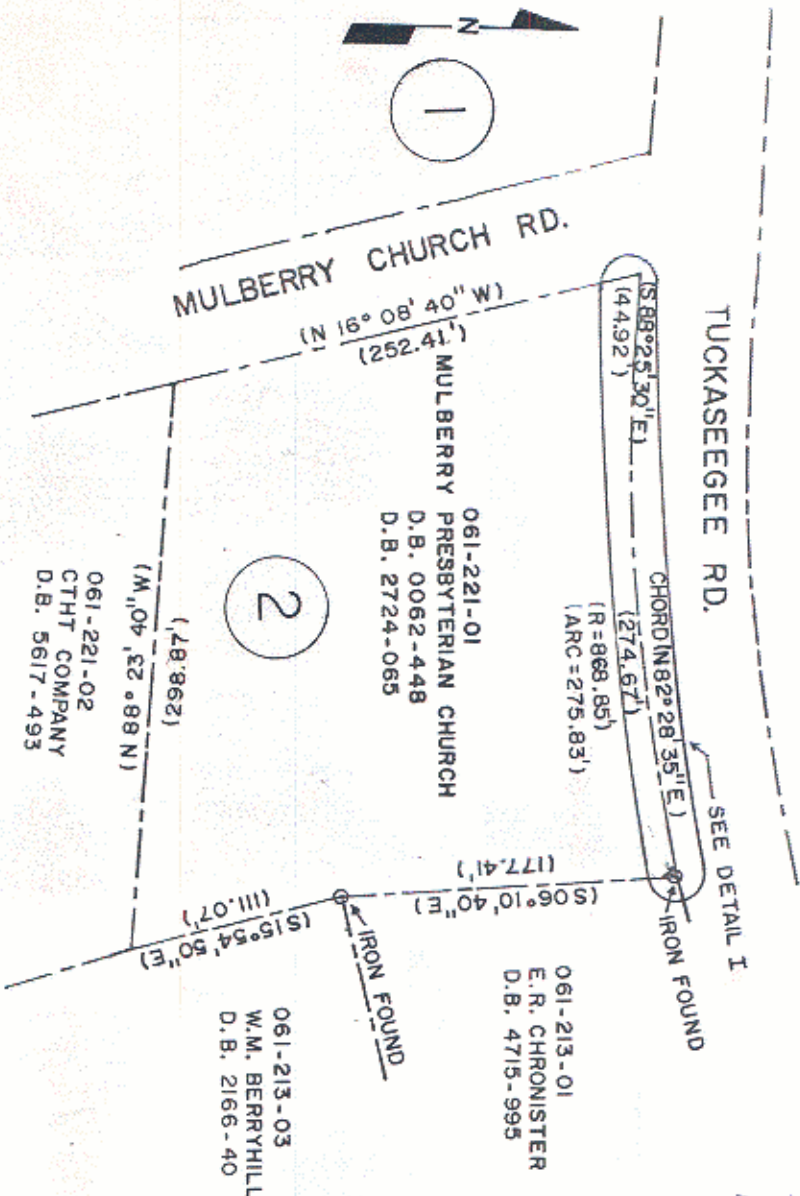 N
1
TUCKASEEGEE RD.
MULBERRY CHURCH RD.
(S 88° 25' 30" E)
(44.92')
CHORD (N 82° 28' 35" E)
(274.67')
(R = 868.85')
(ARC = 275.83')
SEE DETAIL I
IRON FOUND
(N 16° 08' 40" W)
(252.41')
061-221-01
MULBERRY PRESBYTERIAN CHURCH
D.B. 0062-448
D.B. 2724-065
2
(S 06° 10' 40" E)
(177.41')
061-213-01
E.R. CHRONISTER
D.B. 4715-995
IRON FOUND
(298.87')
(N 88° 23' 40" W)
(S 15° 54' 50" E)
(111.07')
061-221-02
CTHT COMPANY
D.B. 5617-493
061-213-03
W.M. BERRYHILL
D.B. 2166-40